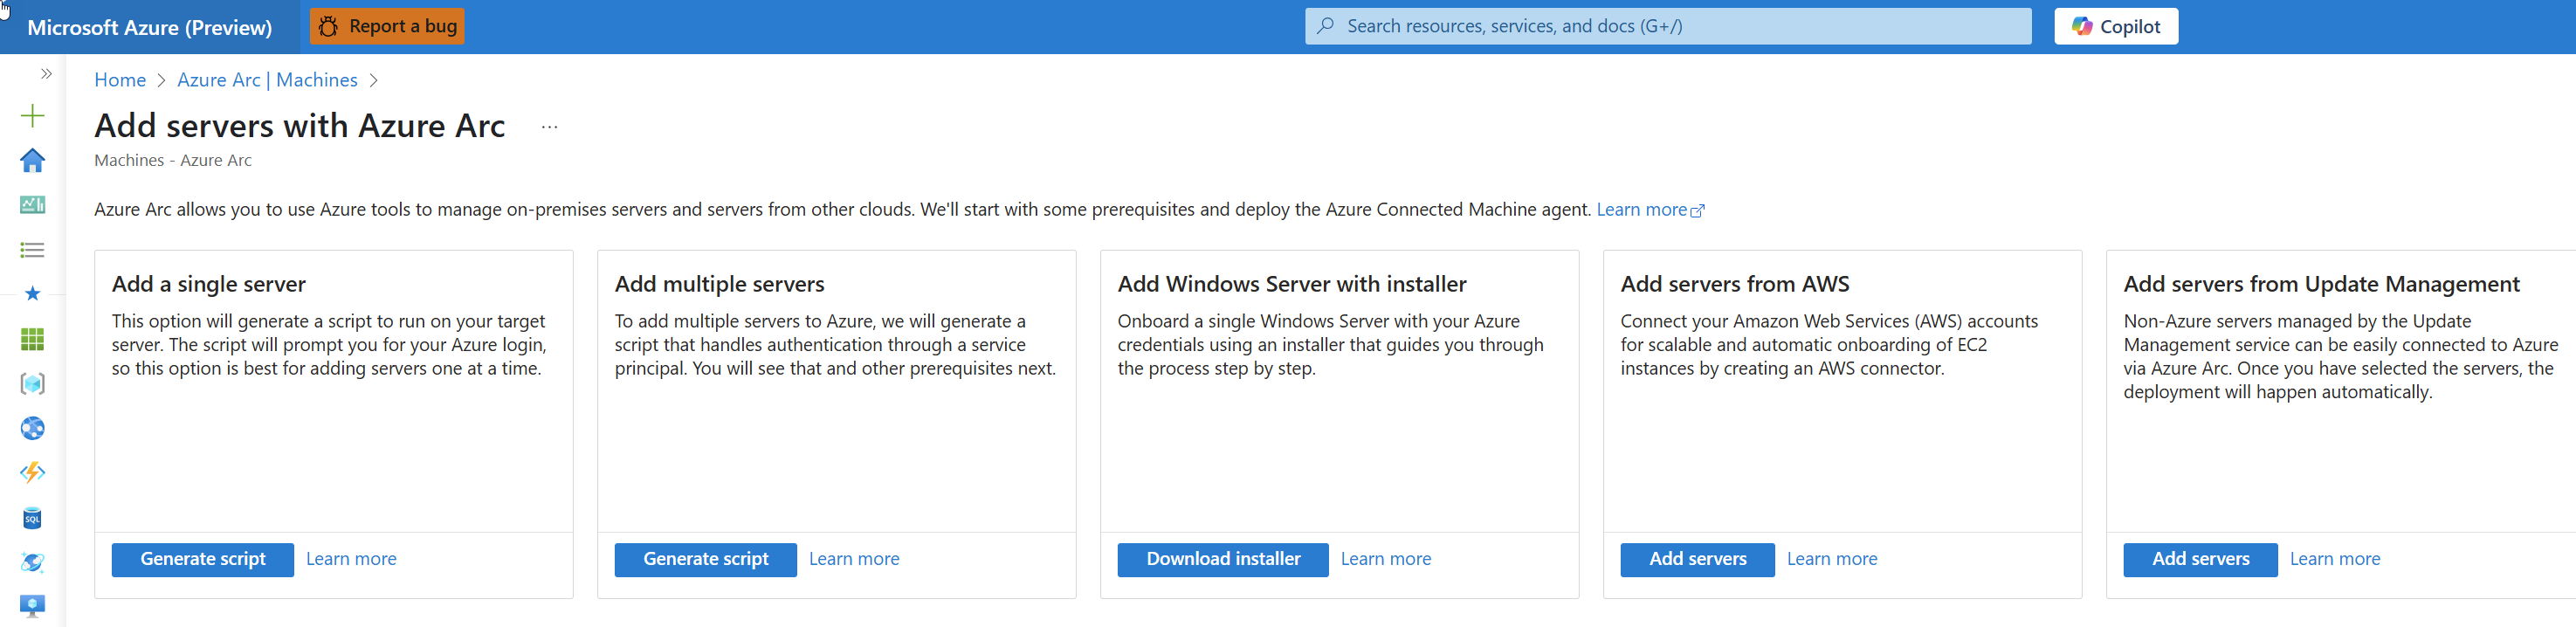 Microsoft Azure (Preview)
Report a bug
Search resources, services, and docs (G+/)
Copilot
Home
Azure Arc | Machines
Add servers with Azure Arc
...
Machines - Azure Arc
Azure Arc allows you to use Azure tools to manage on-premises servers and servers from other clouds. We'll start with some prerequisites and deploy the Azure Connected Machine agent. Learn more
Add a single server
This option will generate a script to run on your target
server. The script will prompt you for your Azure login,
so this option is best for adding servers one at a time.
Generate script
Learn more
Add multiple servers
To add multiple servers to Azure, we will generate a
script that handles authentication through a service
principal. You will see that and other prerequisites next.
Generate script
Learn more
Add Windows Server with installer
Onboard a single Windows Server with your Azure
credentials using an installer that guides you through
the process step by step.
Download installer
Learn more
Add servers from AWS
Connect your Amazon Web Services (AWS) accounts
for scalable and automatic onboarding of EC2
instances by creating an AWS connector.
Add servers
Learn more
Add servers from Update Management
Non-Azure servers managed by the Update
Management service can be easily connected to Azure
via Azure Arc. Once you have selected the servers, the
deployment will happen automatically.
Add servers
Learn more
SQL